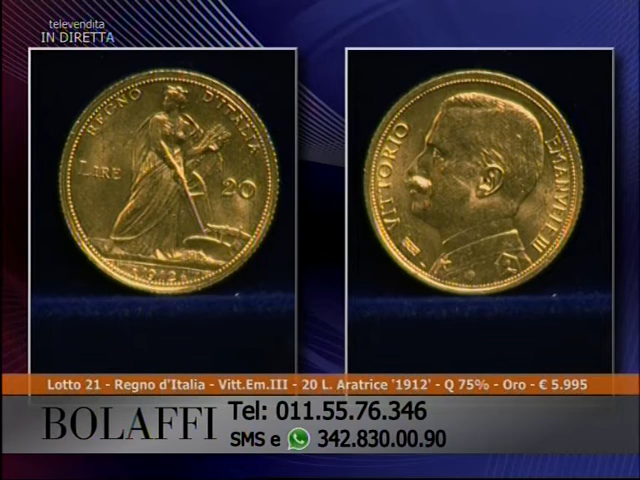 televendita
IN DIRETTA
REGNO D'ITALIA
LIRE 20
1912
VITTORIO EMANVELE III
Lotto 21 - Regno d'Italia - Vitt.Em.III - 20 L. Aratrice '1912' - Q 75% - Oro - € 5.995
BOLAFFI
Tel: 011.55.76.346
SMS e 342.830.00.90